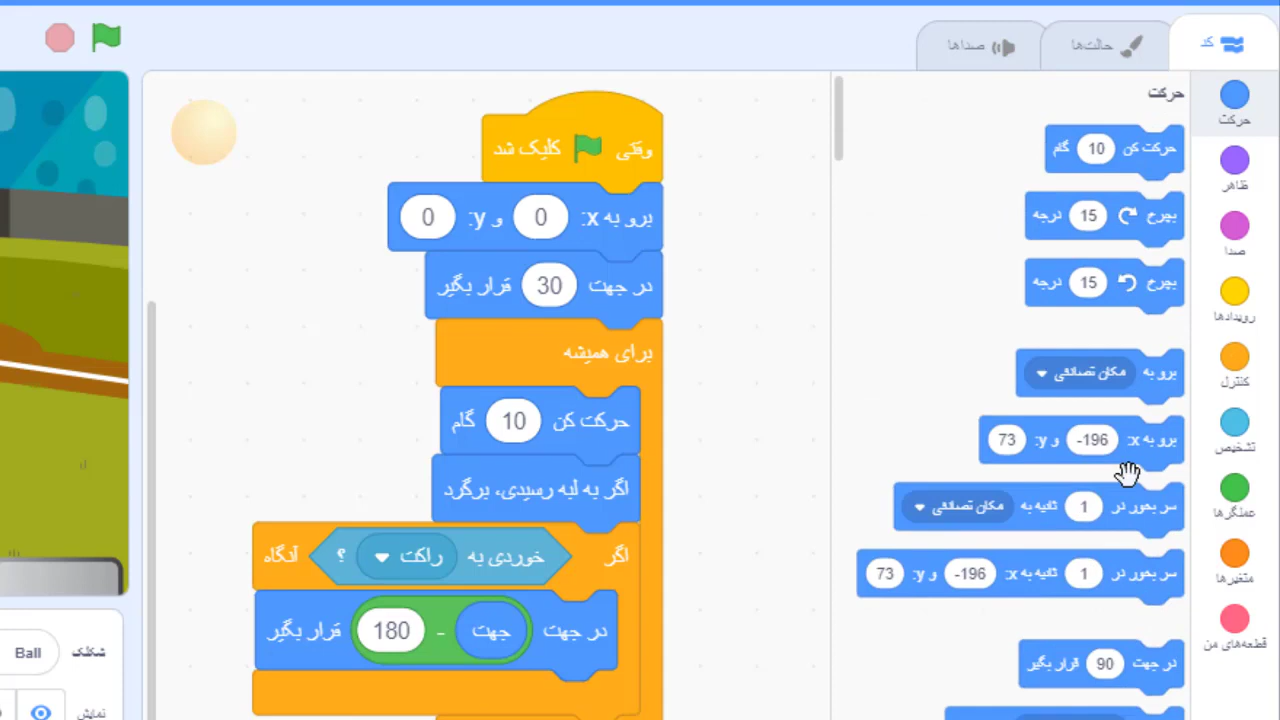 کد
حالت‌ها
صداها
حرکت
حرکت
ظاهر
صدا
رویدادها
کنترل
تشخیص
عملگرها
متغیرها
قطعه‌های من
حرکت کن 10 گام
بچرخ 15 درجه
بچرخ 15 درجه
برو به مکان تصادفی
برو به x: -196 و y: 73
سر بخور در 1 ثانیه به مکان تصادفی
سر بخور در 1 ثانیه به x: -196 و y: 73
در جهت 90 قرار بگیر
وقتی کلیک شد
برو به x: 0 و y: 0
در جهت 30 قرار بگیر
برای همیشه
حرکت کن 10 گام
اگر به لبه رسیدی، برگرد
اگر خوردی به راکت ؟ آنگاه
در جهت جهت - 180 قرار بگیر
شکلک Ball
نمایش